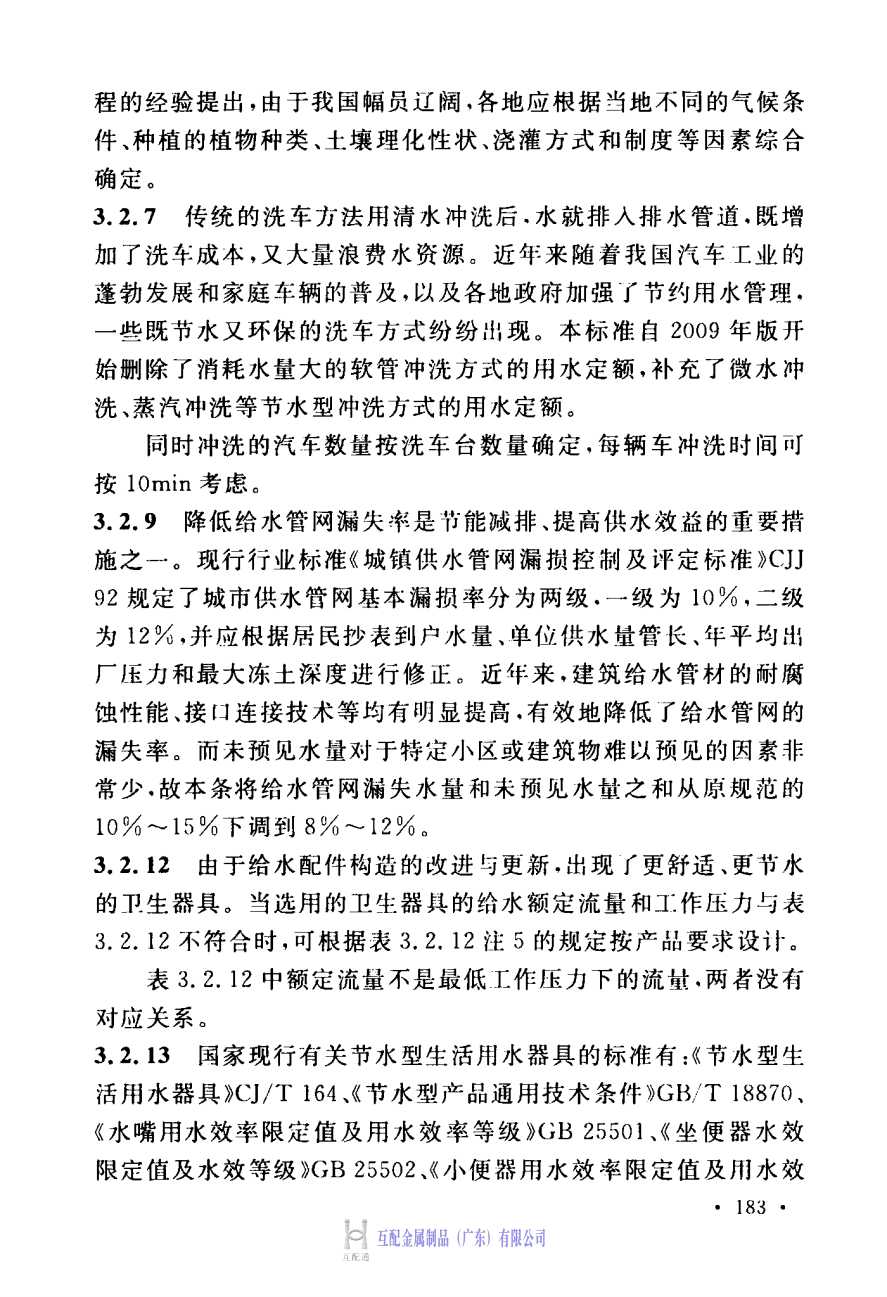 程的经验提出,由于我国幅员辽阔,各地应根据当地不同的气候条
件、种植的植物种类、土壤理化性状、浇灌方式和制度等因素综合
确定。
3.2.7 传统的洗车方法用清水冲洗后,水就排入排水管道,既增
加了洗车成本,又大量浪费水资源。近年来随着我国汽车工业的
蓬勃发展和家庭车辆的普及,以及各地政府加强了节约用水管理,
一些既节水又环保的洗车方式纷纷出现。本标准自 2009 年版开
始删除了消耗水量大的软管冲洗方式的用水定额,补充了微水冲
洗、蒸汽冲洗等节水型冲洗方式的用水定额。
同时冲洗的汽车数量按洗车台数量确定,每辆车冲洗时间可
按 10min 考虑。
3.2.9 降低给水管网漏失率是节能减排、提高供水效益的重要措
施之一。现行行业标准《城镇供水管网漏损控制及评定标准》CJJ
92 规定了城市供水管网基本漏损率分为两级,一级为 10%,二级
为 12%,并应根据居民抄表到户水量、单位供水量管长、年平均出
厂压力和最大冻土深度进行修正。近年来,建筑给水管材的耐腐
蚀性能、接口连接技术等均有明显提高,有效地降低了给水管网的
漏失率。而未预见水量对于特定小区或建筑物难以预见的因素非
常少,故本条将给水管网漏失水量和未预见水量之和从原规范的
10%～15%下调到 8%～12%。
3.2.12 由于给水配件构造的改进与更新,出现了更舒适、更节水
的卫生器具。当选用的卫生器具的给水额定流量和工作压力与表
3.2.12 不符合时,可根据表 3.2.12 注 5 的规定按产品要求设计。
表 3.2.12 中额定流量不是最低工作压力下的流量,两者没有
对应关系。
3.2.13 国家现行有关节水型生活用水器具的标准有:《节水型生
活用水器具》CJ/T 164、《节水型产品通用技术条件》GB/T 18870、
《水嘴用水效率限定值及用水效率等级》GB 25501、《坐便器水效
限定值及水效等级》GB 25502、《小便器用水效率限定值及用水效
• 183 •
互配通 互配金属制品（广东）有限公司